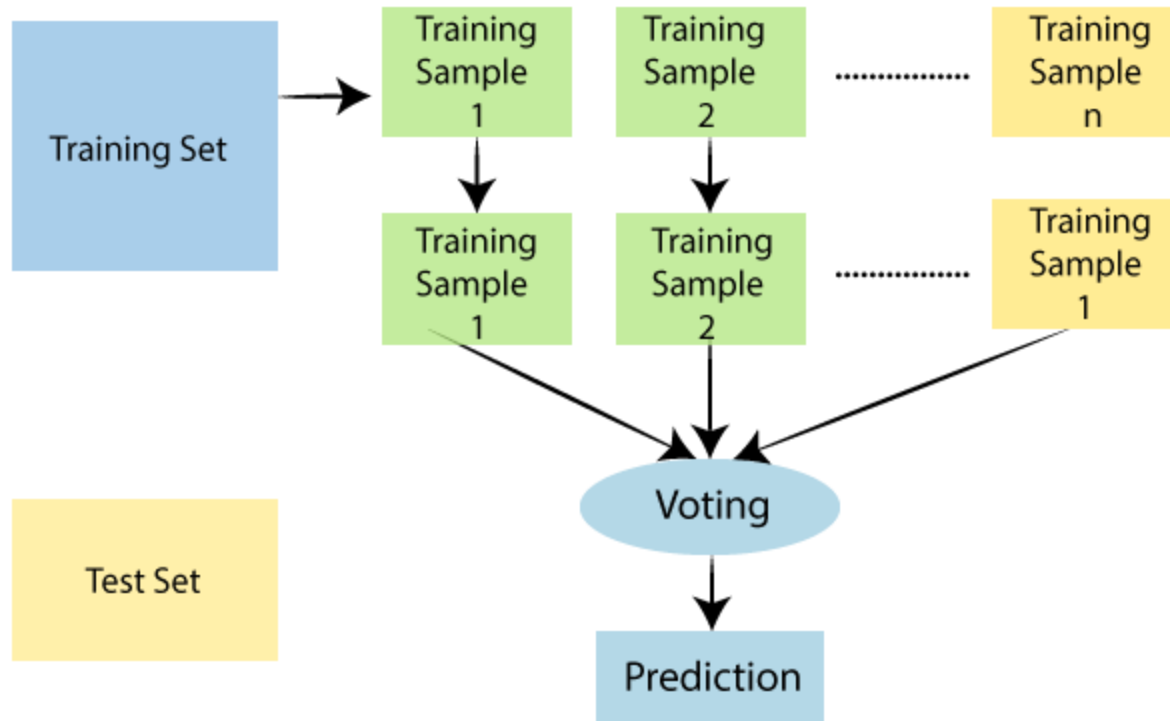 Training Set
Training
Sample
1
Training
Sample
2
Training
Sample
n
Training
Sample
1
Training
Sample
2
Training
Sample
1
Voting
Test Set
Prediction